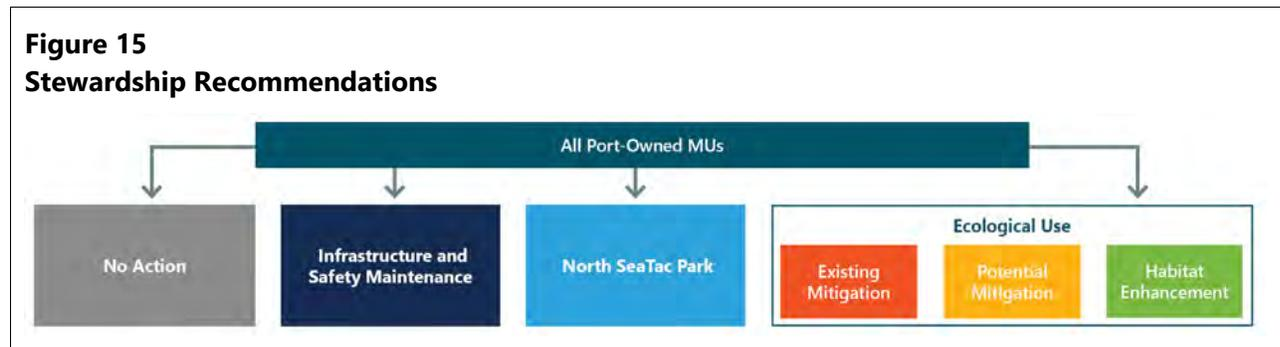 Figure 15
Stewardship Recommendations
All Port-Owned MUs
No Action
Infrastructure and
Safety Maintenance
North SeaTac Park
Ecological Use
Existing
Mitigation
Potential
Mitigation
Habitat
Enhancement